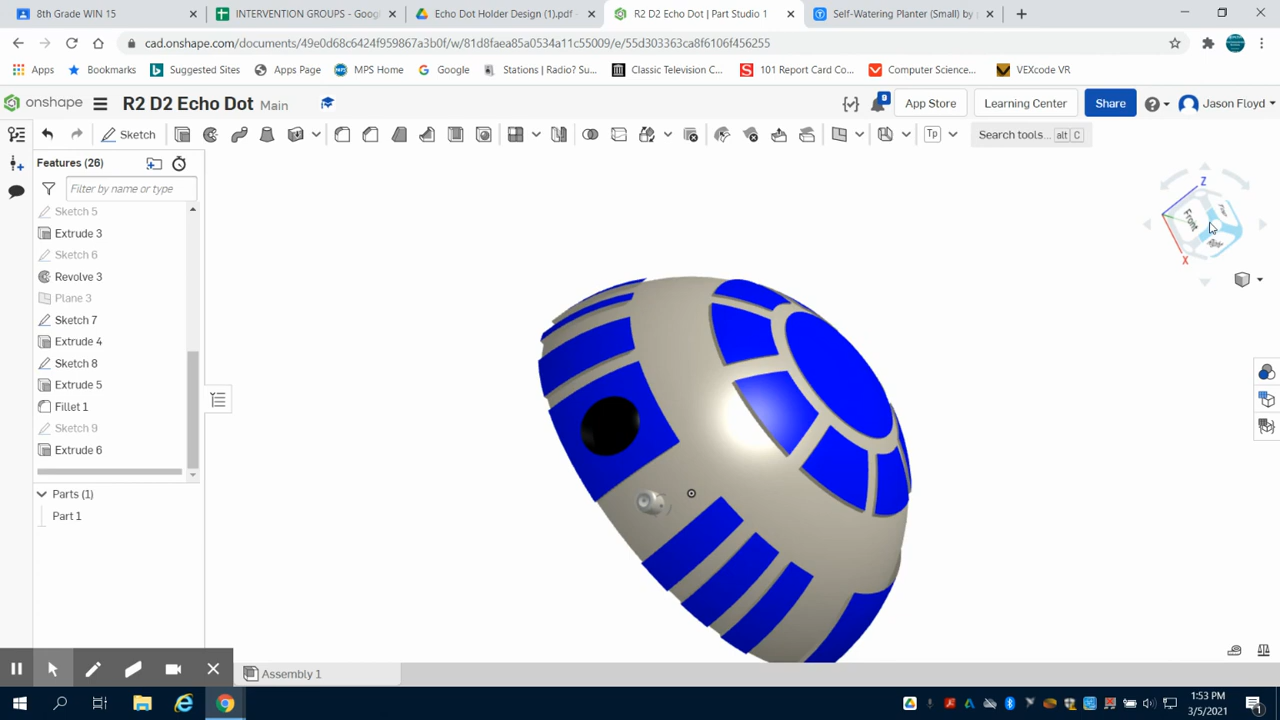 8th Grade WIN 15
INTERVENTION GROUPS - Goog
Echo Dot Holder Design (1).pdf -
R2 D2 Echo Dot | Part Studio 1
Self-Watering Planter (Small) by
cad.onshape.com/documents/49e0d68c6424f959867a3b0f/w/81d8faea85a0534a11c55009/e/55d303363ca8f6106f456255
Apps
Bookmarks
Suggested Sites
Apps Page
MPS Home
Google
Stations | Radio? Su...
Classic Television C...
101 Report Card Co...
Computer Science...
VEXcode VR
onshape
R2 D2 Echo Dot
Main
App Store
Learning Center
Share
Jason Floyd
Sketch
Search tools...
alt
C
Features (26)
Filter by name or type
Sketch 5
Extrude 3
Sketch 6
Revolve 3
Plane 3
Sketch 7
Extrude 4
Sketch 8
Extrude 5
Fillet 1
Sketch 9
Extrude 6
Parts (1)
Part 1
Z
Front
X
Assembly 1
1:53 PM
3/5/2021